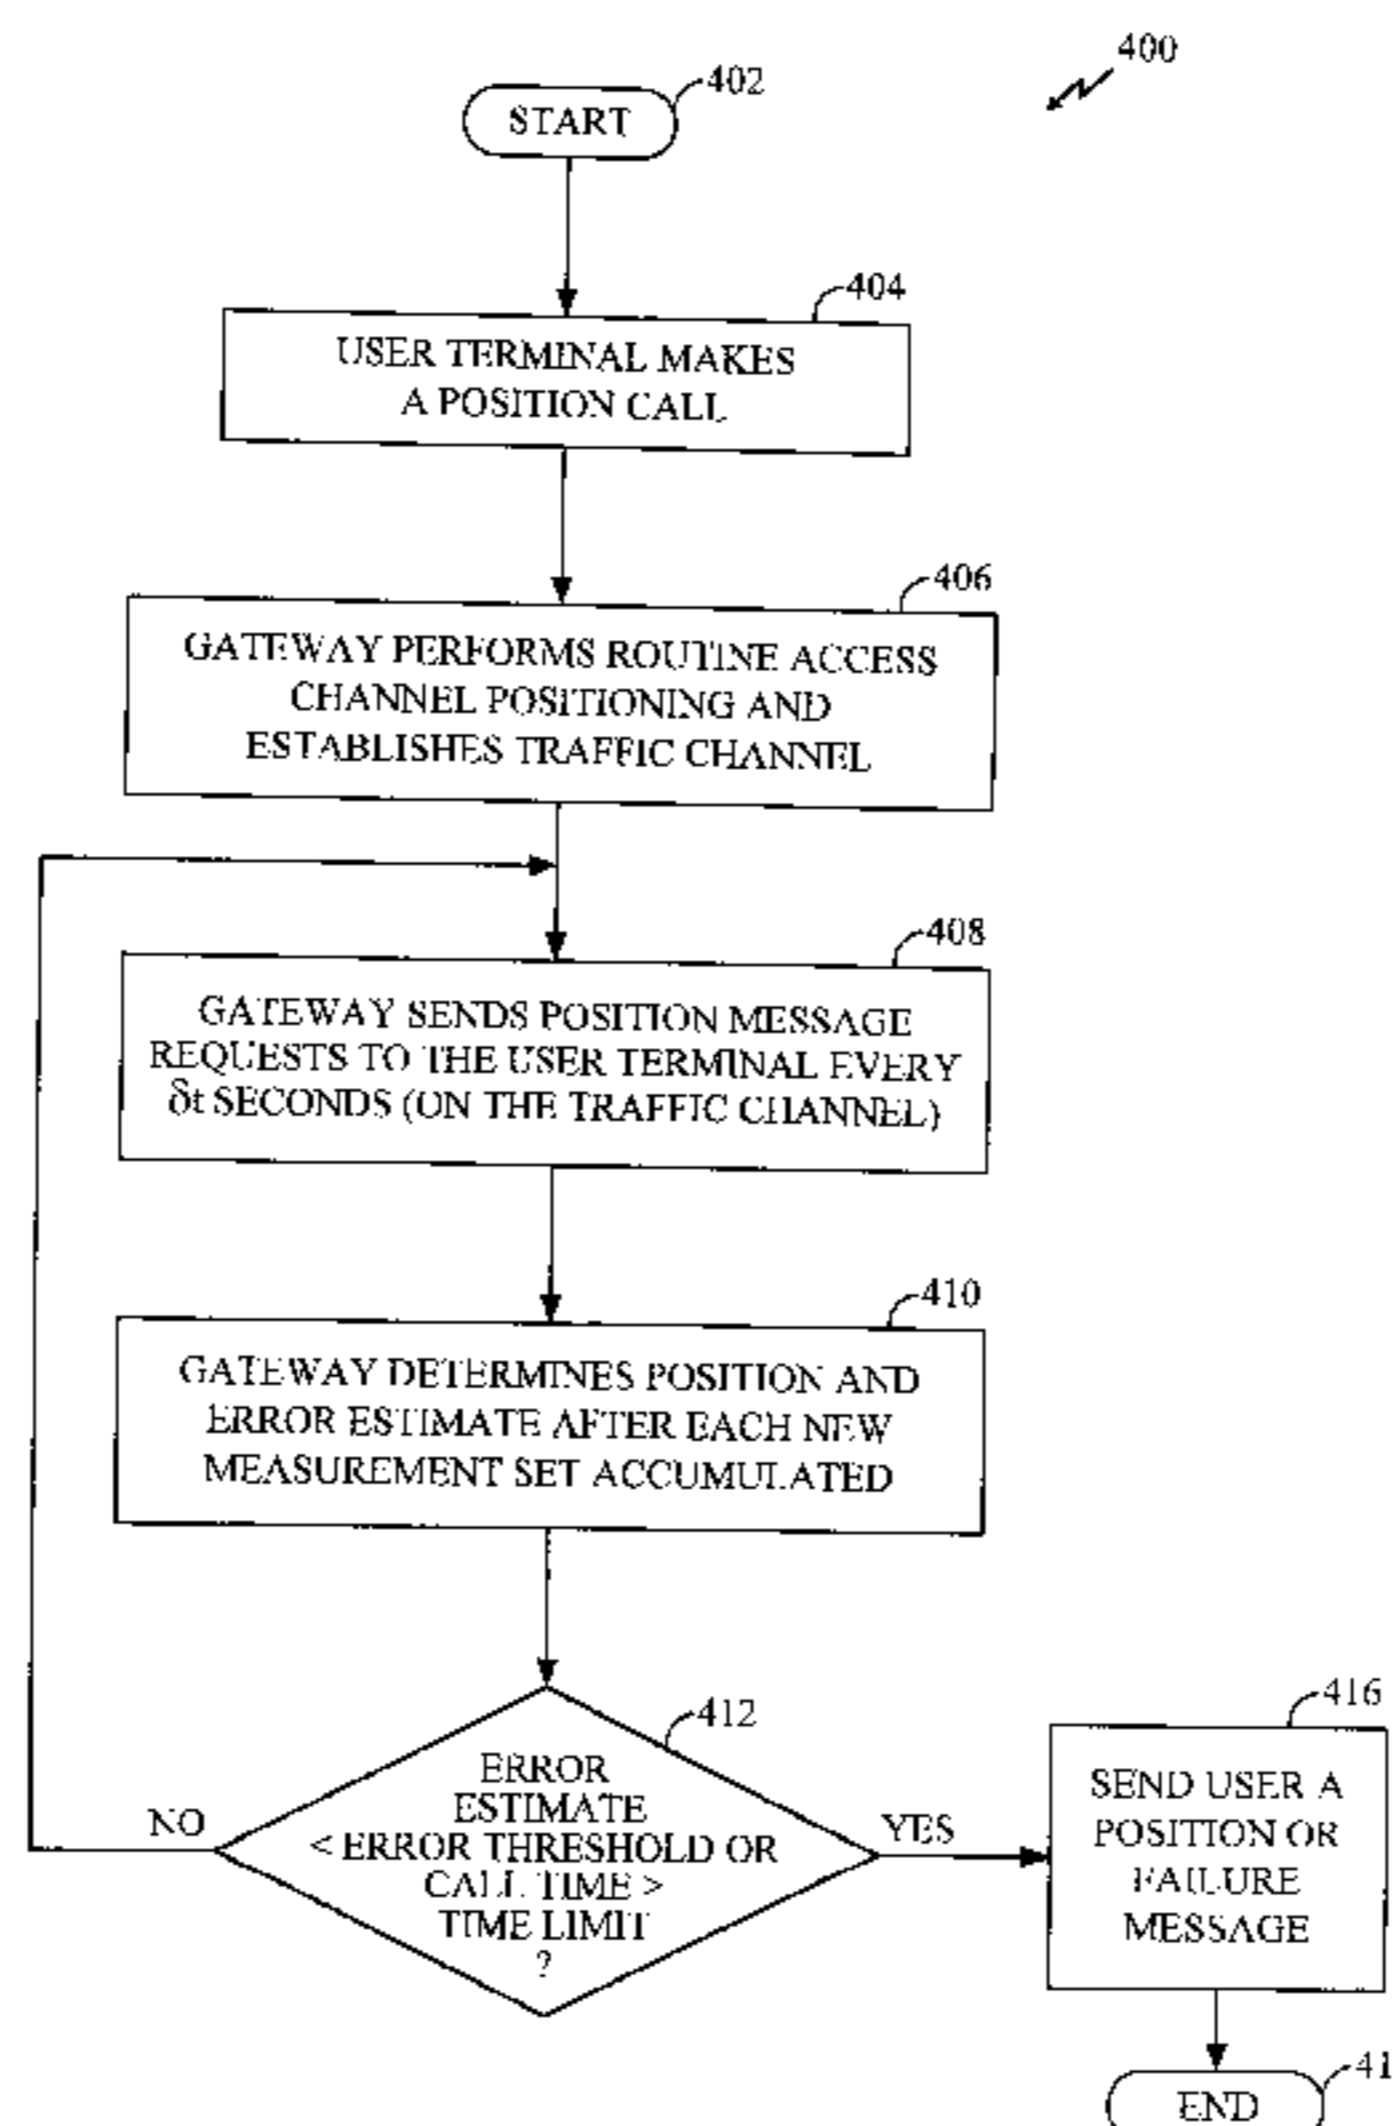 400
402
START
404
USER TERMINAL MAKES
A POSITION CALL
406
GATEWAY PERFORMS ROUTINE ACCESS
CHANNEL POSITIONING AND
ESTABLISHES TRAFFIC CHANNEL
408
GATEWAY SENDS POSITION MESSAGE
REQUESTS TO THE USER TERMINAL EVERY
δt SECONDS (ON THE TRAFFIC CHANNEL)
410
GATEWAY DETERMINES POSITION AND
ERROR ESTIMATE AFTER EACH NEW
MEASUREMENT SET ACCUMULATED
412
ERROR
ESTIMATE
< ERROR THRESHOLD OR
CALL TIME >
TIME LIMIT
?
NO
YES
416
SEND USER A
POSITION OR
FAILURE
MESSAGE
41
END